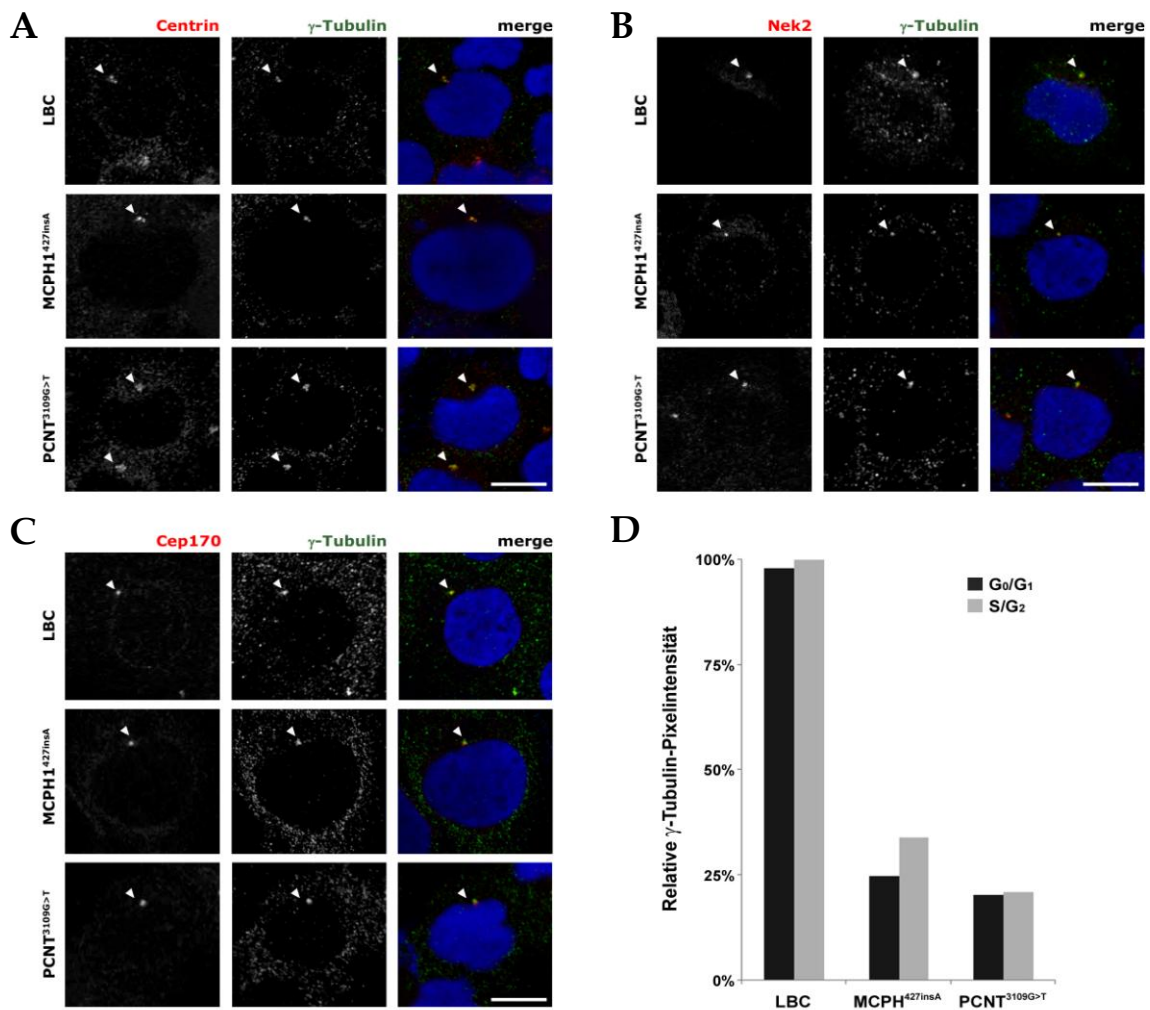 A
Centrin γ-Tubulin merge
LBC
MCPH1⁴²⁷ⁱⁿˢᴬ
PCNT³¹⁰⁹ᴳ>ᵀ
B
Nek2 γ-Tubulin merge
LBC
MCPH1⁴²⁷ⁱⁿˢᴬ
PCNT³¹⁰⁹ᴳ>ᵀ
C
Cep170 γ-Tubulin merge
LBC
MCPH1⁴²⁷ⁱⁿˢᴬ
PCNT³¹⁰⁹ᴳ>ᵀ
D
Relative γ-Tubulin-Pixelintensität
100%
75%
50%
25%
0%
G₀/G₁
S/G₂
LBC MCPH⁴²⁷ⁱⁿˢᴬ PCNT³¹⁰⁹ᴳ>ᵀ